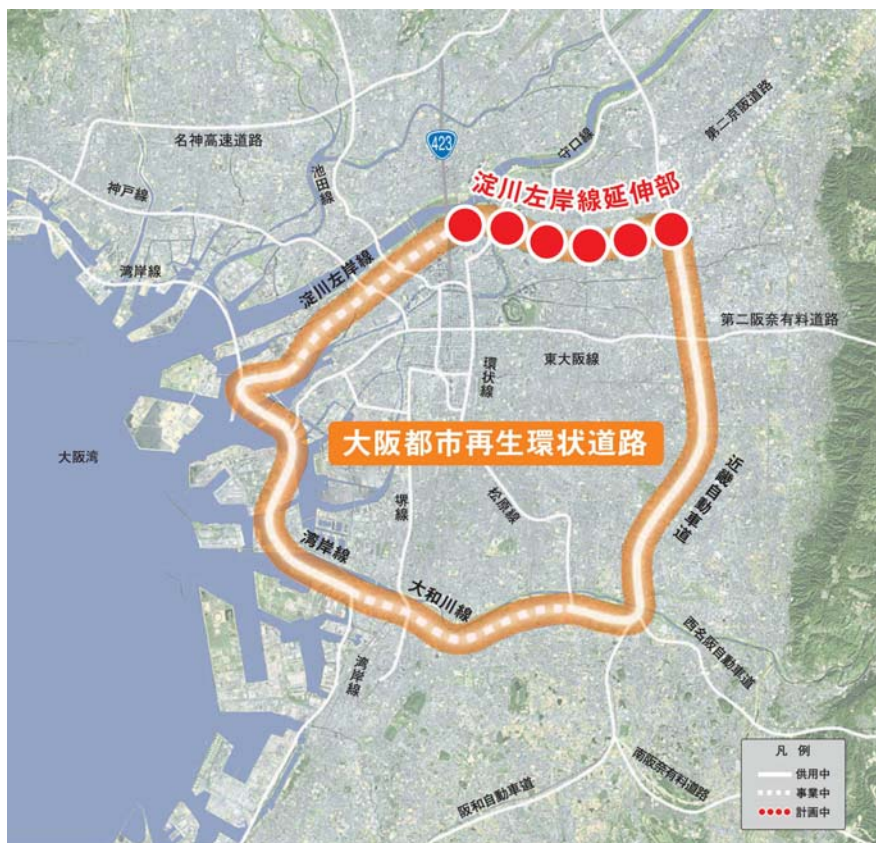 423
第二京阪道路
守口線
名神高速道路
池田線
淀川左岸線延伸部
神戸線
湾岸線
淀川左岸線
第二阪奈有料道路
東大阪線
環状線
大阪都市再生環状道路
大阪湾
近畿自動車道
松原線
堺線
湾岸線
大和川線
西名阪自動車道
湾岸線
南阪奈有料道路
阪和自動車道
凡 例
供用中
事業中
計画中